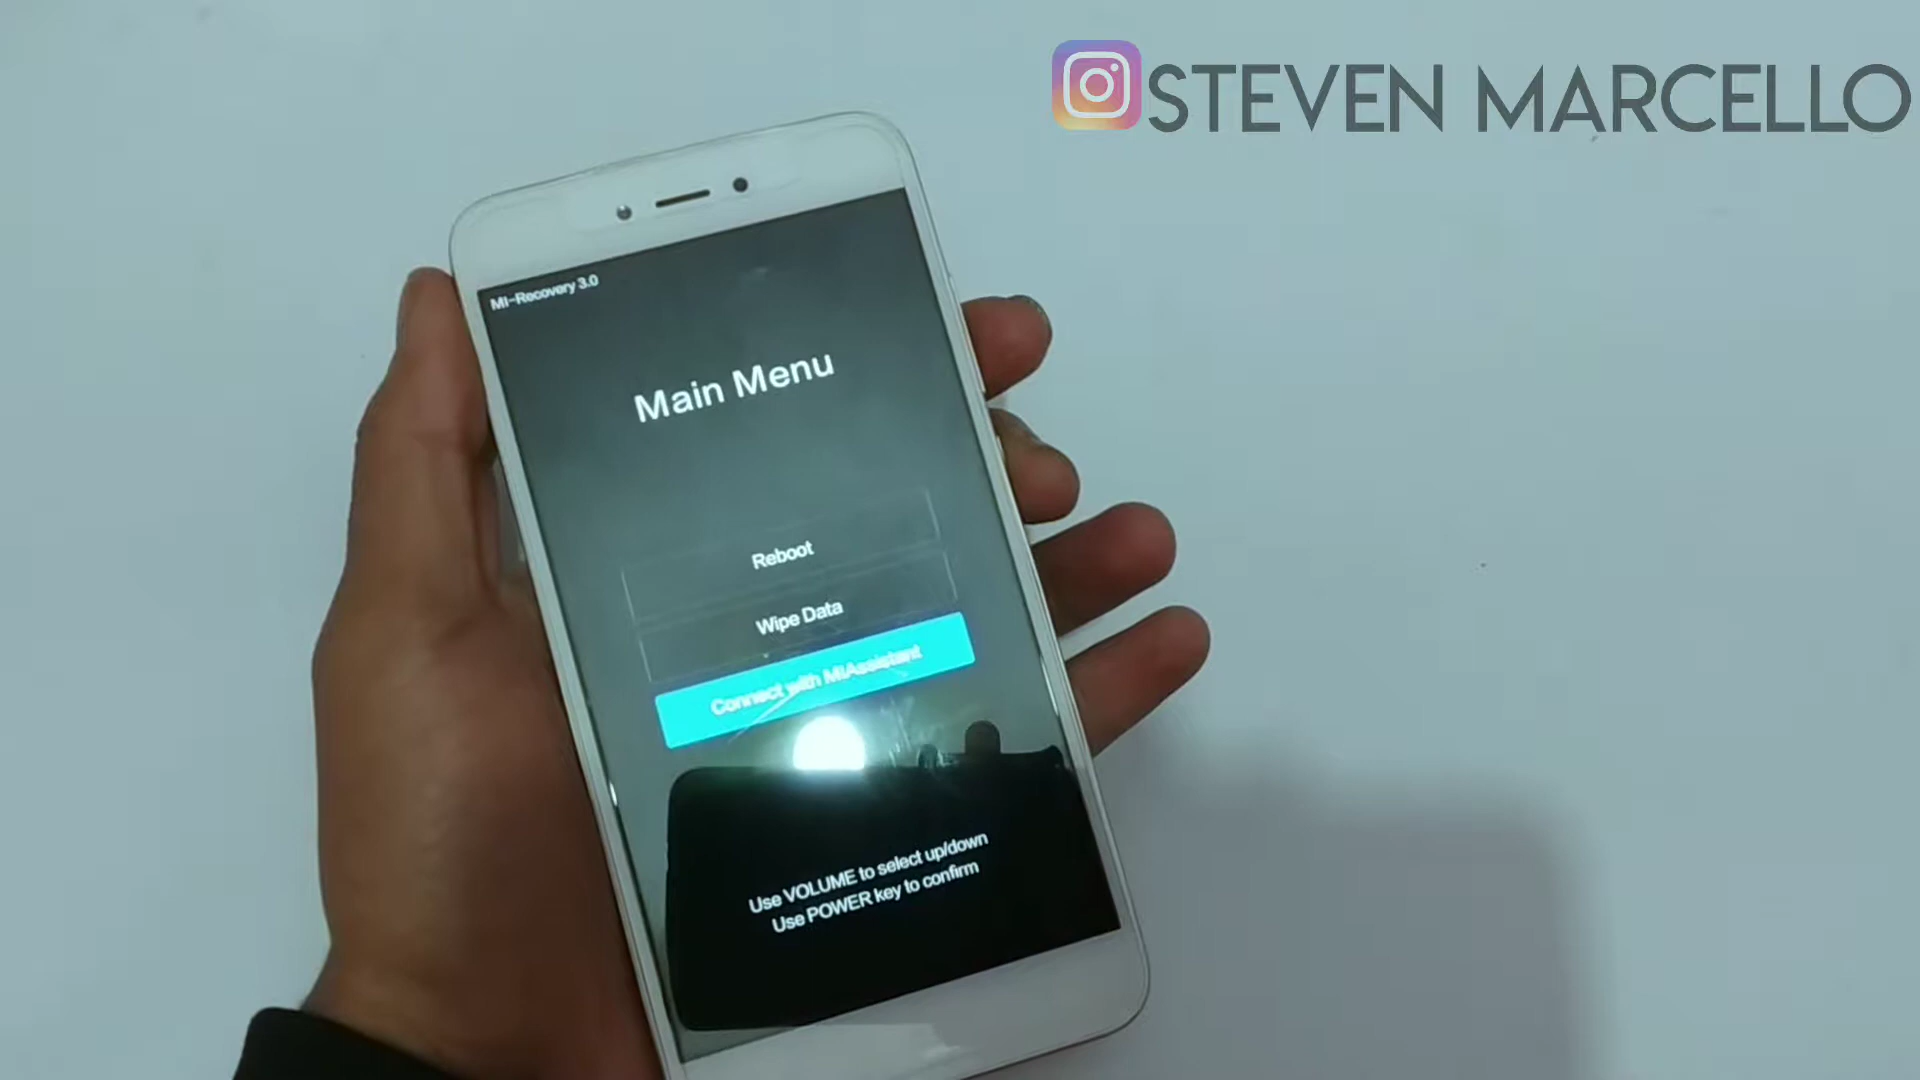 STEVEN MARCELLO
MI-Recovery 3.0
Main Menu
Reboot
Wipe Data
Connect with MIAssistant
Use VOLUME to select up/down
Use POWER key to confirm